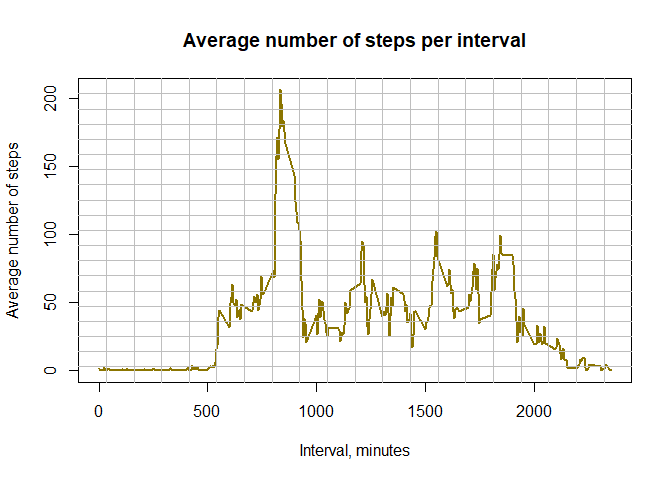 Average number of steps per interval
Average number of steps
200
150
100
50
0
0 500 1000 1500 2000
Interval, minutes